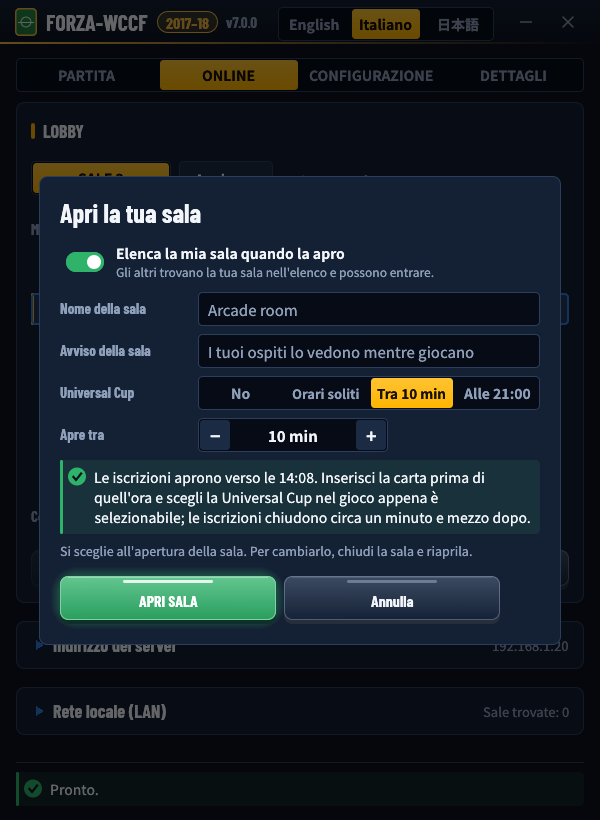 FORZA-WCCF 2017-18 v7.0.0 English Italiano 日本語
PARTITA ONLINE CONFIGURAZIONE DETTAGLI
LOBBY
Apri la tua sala
Elenca la mia sala quando la apro
Gli altri trovano la tua sala nell'elenco e possono entrare.
Nome della sala Arcade room
Avviso della sala I tuoi ospiti lo vedono mentre giocano
Universal Cup No Orari soliti Tra 10 min Alle 21:00
Apre tra − 10 min +
Le iscrizioni aprono verso le 14:08. Inserisci la carta prima di
quell'ora e scegli la Universal Cup nel gioco appena è
selezionabile; le iscrizioni chiudono circa un minuto e mezzo dopo.
Si sceglie all'apertura della sala. Per cambiarlo, chiudi la sala e riaprila.
APRI SALA Annulla
Indirizzo del server 192.168.1.20
Rete locale (LAN) Sale trovate: 0
Pronto.